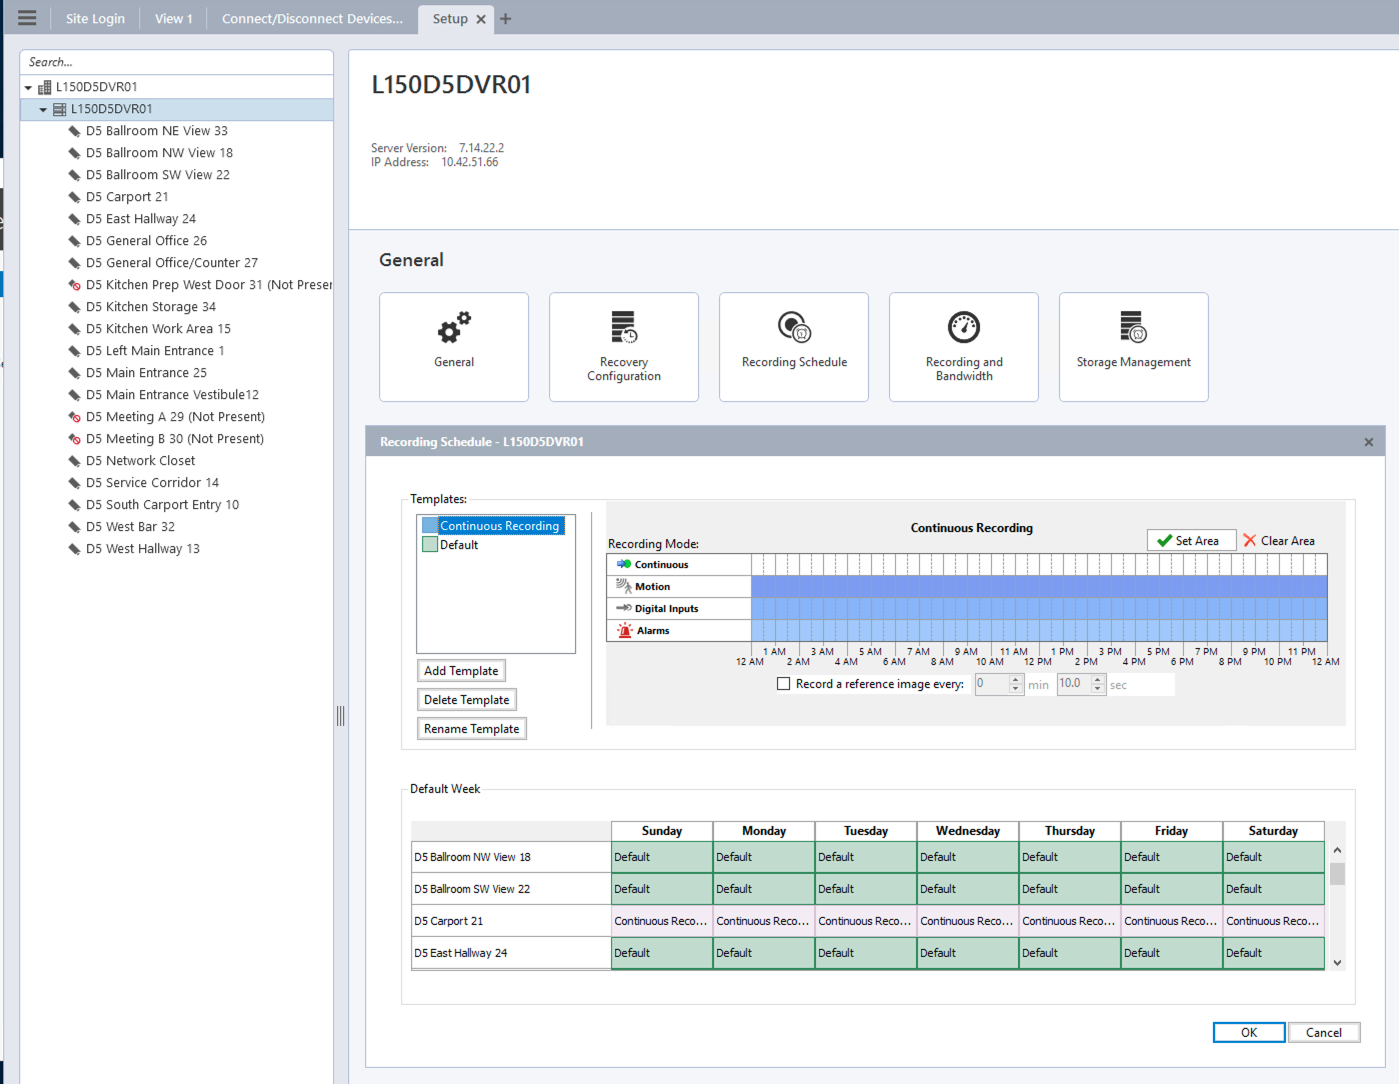 Site Login View 1 Connect/Disconnect Devices... Setup
Search...
L150D5DVR01
L150D5DVR01
D5 Ballroom NE View 33
D5 Ballroom NW View 18
D5 Ballroom SW View 22
D5 Carport 21
D5 East Hallway 24
D5 General Office 26
D5 General Office/Counter 27
D5 Kitchen Prep West Door 31 (Not Preser
D5 Kitchen Storage 34
D5 Kitchen Work Area 15
D5 Left Main Entrance 1
D5 Main Entrance 25
D5 Main Entrance Vestibule12
D5 Meeting A 29 (Not Present)
D5 Meeting B 30 (Not Present)
D5 Network Closet
D5 Service Corridor 14
D5 South Carport Entry 10
D5 West Bar 32
D5 West Hallway 13
L150D5DVR01
Server Version: 7.14.22.2
IP Address: 10.42.51.66
General
General
Recovery
Configuration
Recording Schedule
Recording and
Bandwidth
Storage Management
Recording Schedule - L150D5DVR01
Templates:
Continuous Recording
Default
Add Template
Delete Template
Rename Template
Continuous Recording
Recording Mode:
Set Area Clear Area
Continuous
Motion
Digital Inputs
Alarms
1 AM 3 AM 5 AM 7 AM 9 AM 11 AM 1 PM 3 PM 5 PM 7 PM 9 PM 11 PM
12 AM 2 AM 4 AM 6 AM 8 AM 10 AM 12 PM 2 PM 4 PM 6 PM 8 PM 10 PM 12 AM
Record a reference image every: 0 min 10.0 sec
Default Week
Sunday Monday Tuesday Wednesday Thursday Friday Saturday
D5 Ballroom NW View 18 Default Default Default Default Default Default Default
D5 Ballroom SW View 22 Default Default Default Default Default Default Default
D5 Carport 21 Continuous Reco... Continuous Reco... Continuous Reco... Continuous Reco... Continuous Reco... Continuous Reco... Continuous Reco...
D5 East Hallway 24 Default Default Default Default Default Default Default
OK Cancel